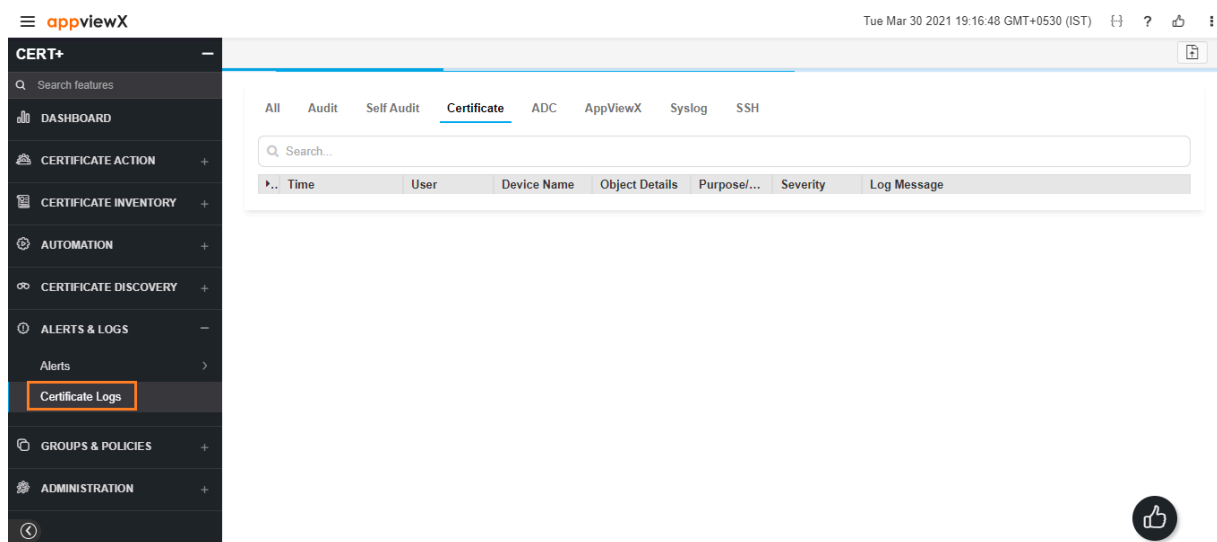 appviewX
Tue Mar 30 2021 19:16:48 GMT+0530 (IST) ?
CERT+
Search features
DASHBOARD
CERTIFICATE ACTION +
CERTIFICATE INVENTORY +
AUTOMATION +
CERTIFICATE DISCOVERY +
ALERTS & LOGS −
Alerts
Certificate Logs
GROUPS & POLICIES +
ADMINISTRATION +
All Audit Self Audit Certificate ADC AppViewX Syslog SSH
Search...
.. Time User Device Name Object Details Purpose/... Severity Log Message